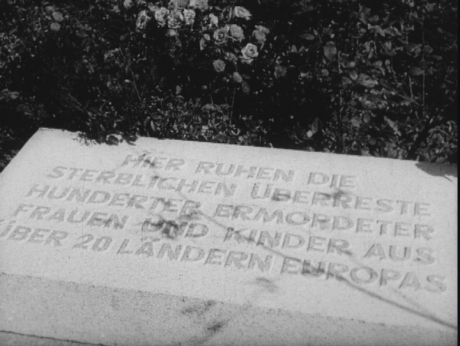 HIER RUHEN DIE
STERBLICHEN ÜBERRESTE
HUNDERTER ERMORDETER
FRAUEN UND KINDER AUS
ÜBER 20 LÄNDERN EUROPAS